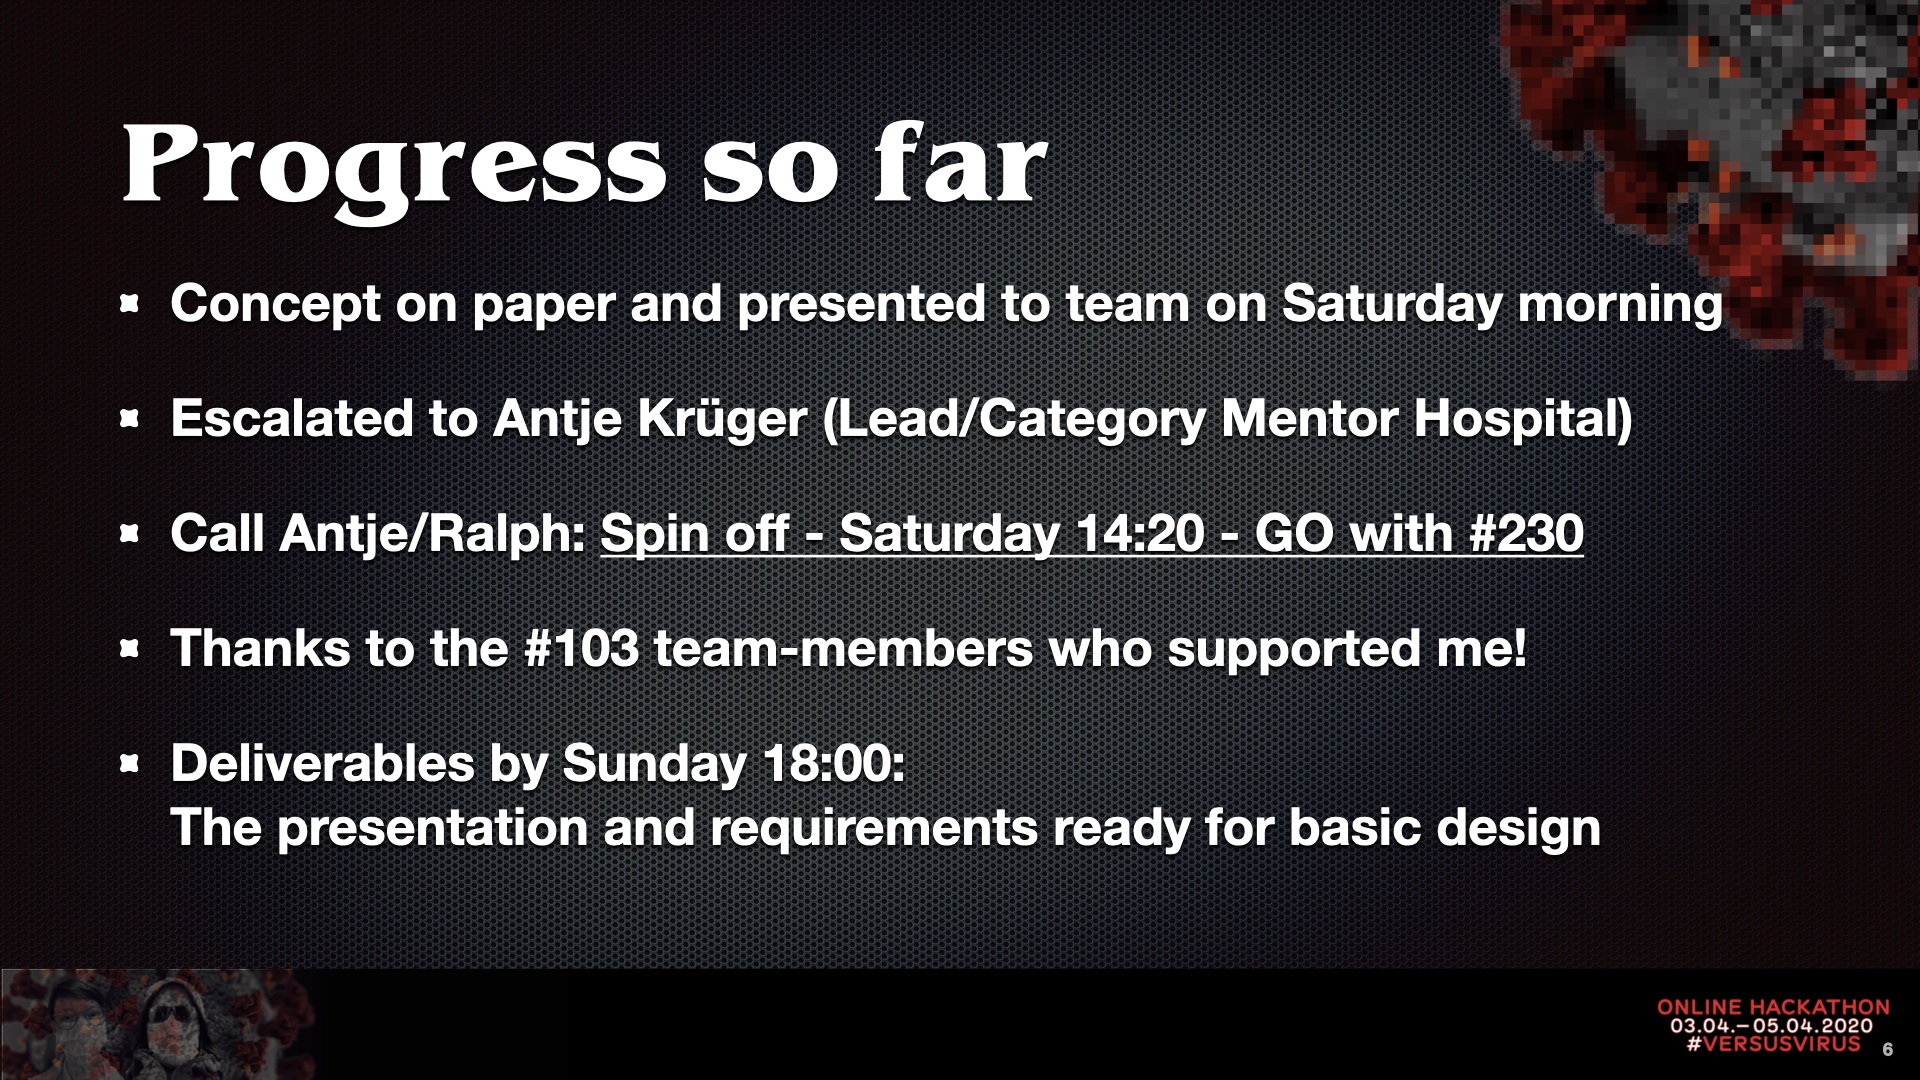 Progress so far
Concept on paper and presented to team on Saturday morning
Escalated to Antje Krüger (Lead/Category Mentor Hospital)
Call Antje/Ralph: Spin off - Saturday 14:20 - GO with #230
Thanks to the #103 team-members who supported me!
Deliverables by Sunday 18:00:
The presentation and requirements ready for basic design
ONLINE HACKATHON
03.04.–05.04.2020
#VERSUSVIRUS
6